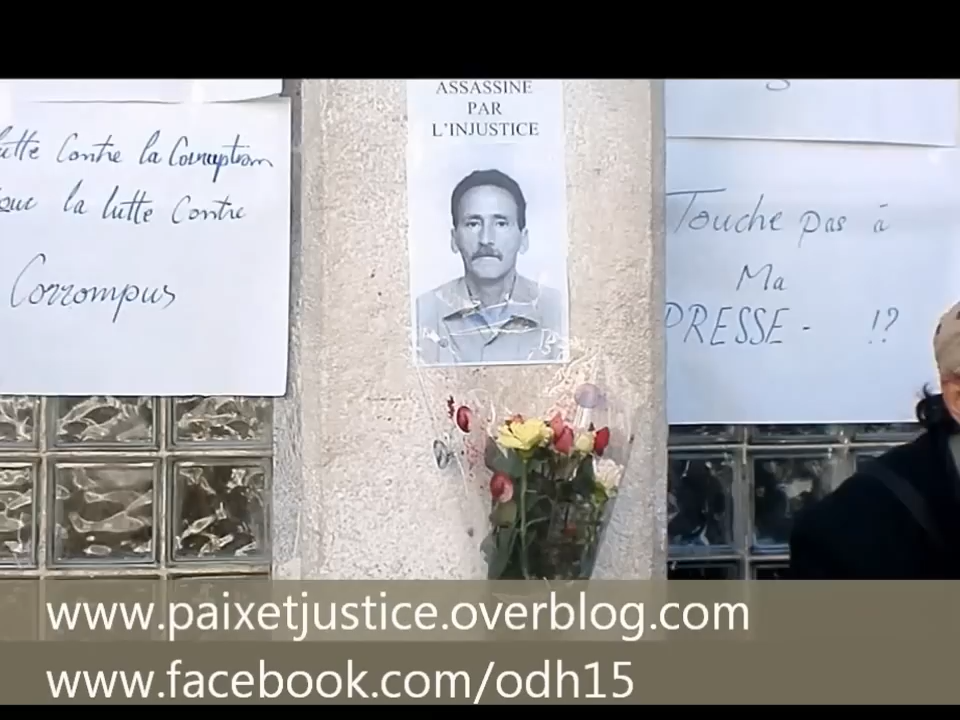 lutte Contre la Corruption
que la lutte Contre
Corrompus
ASSASSINE
PAR
L'INJUSTICE
Touche pas à
Ma
PRESSE - !?
www.paixetjustice.overblog.com
www.facebook.com/odh15